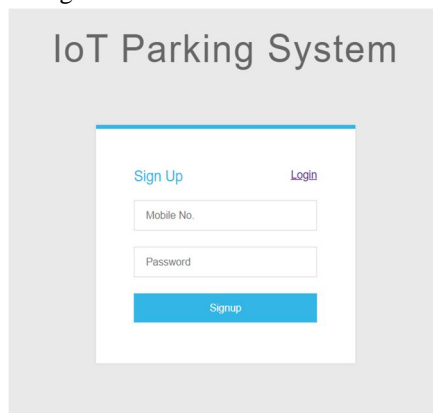 IoT Parking System
Sign Up Login
Mobile No.
Password
Signup